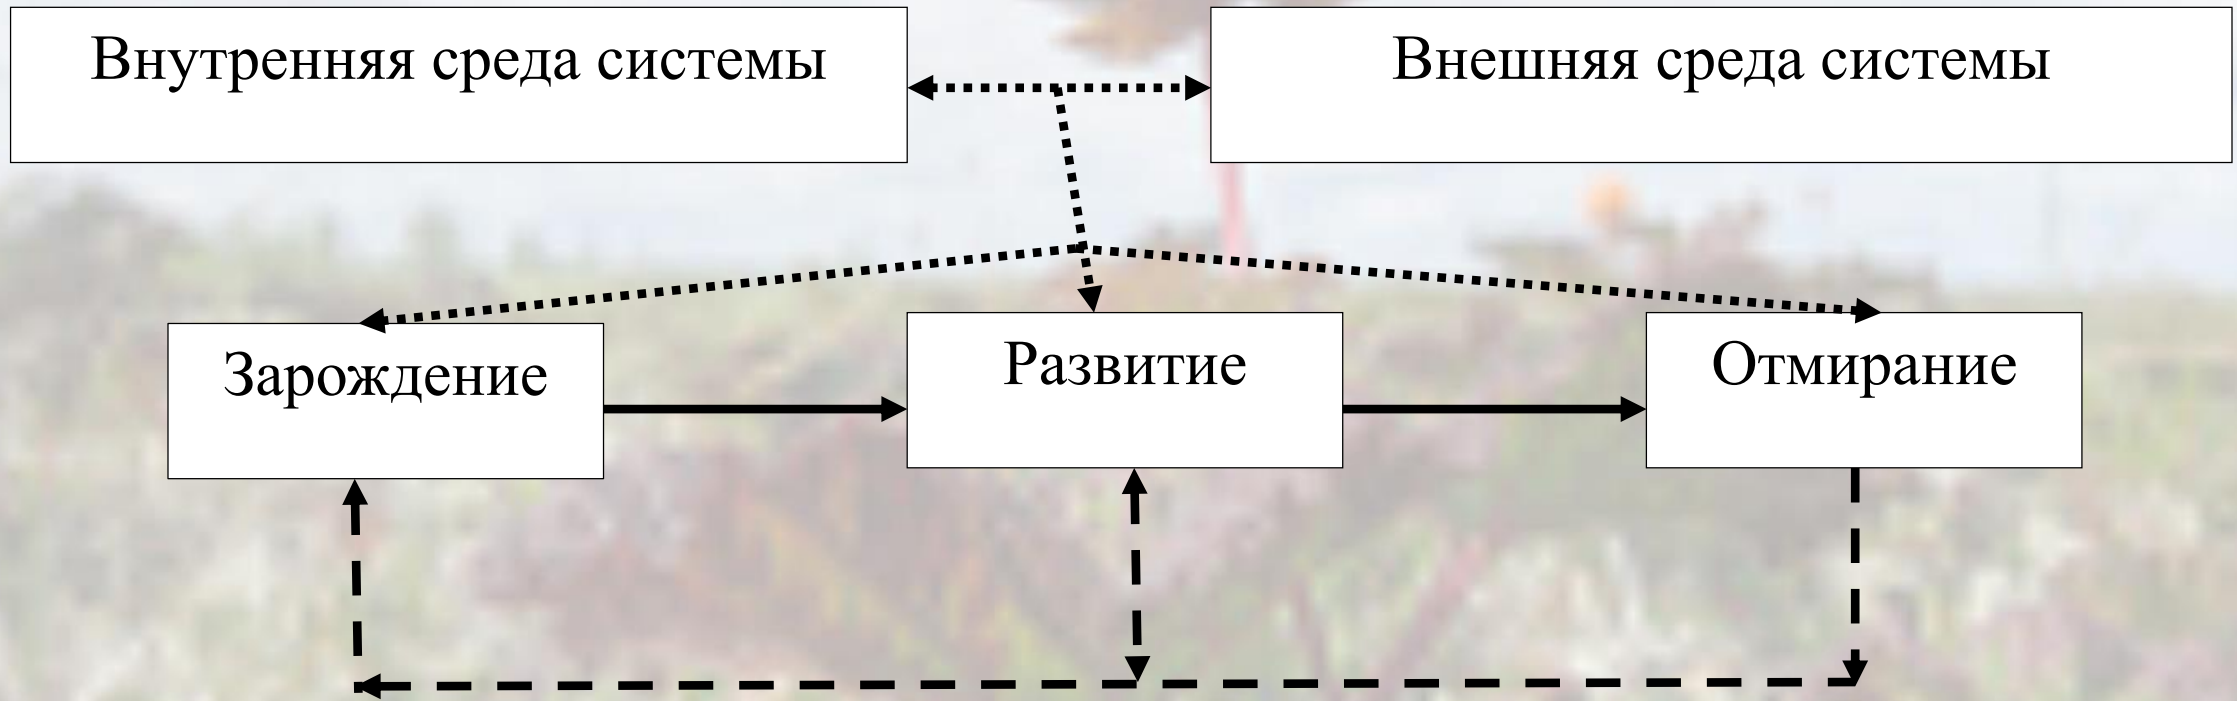 Внутренняя среда системы
Внешняя среда системы
Зарождение
Развитие
Отмирание